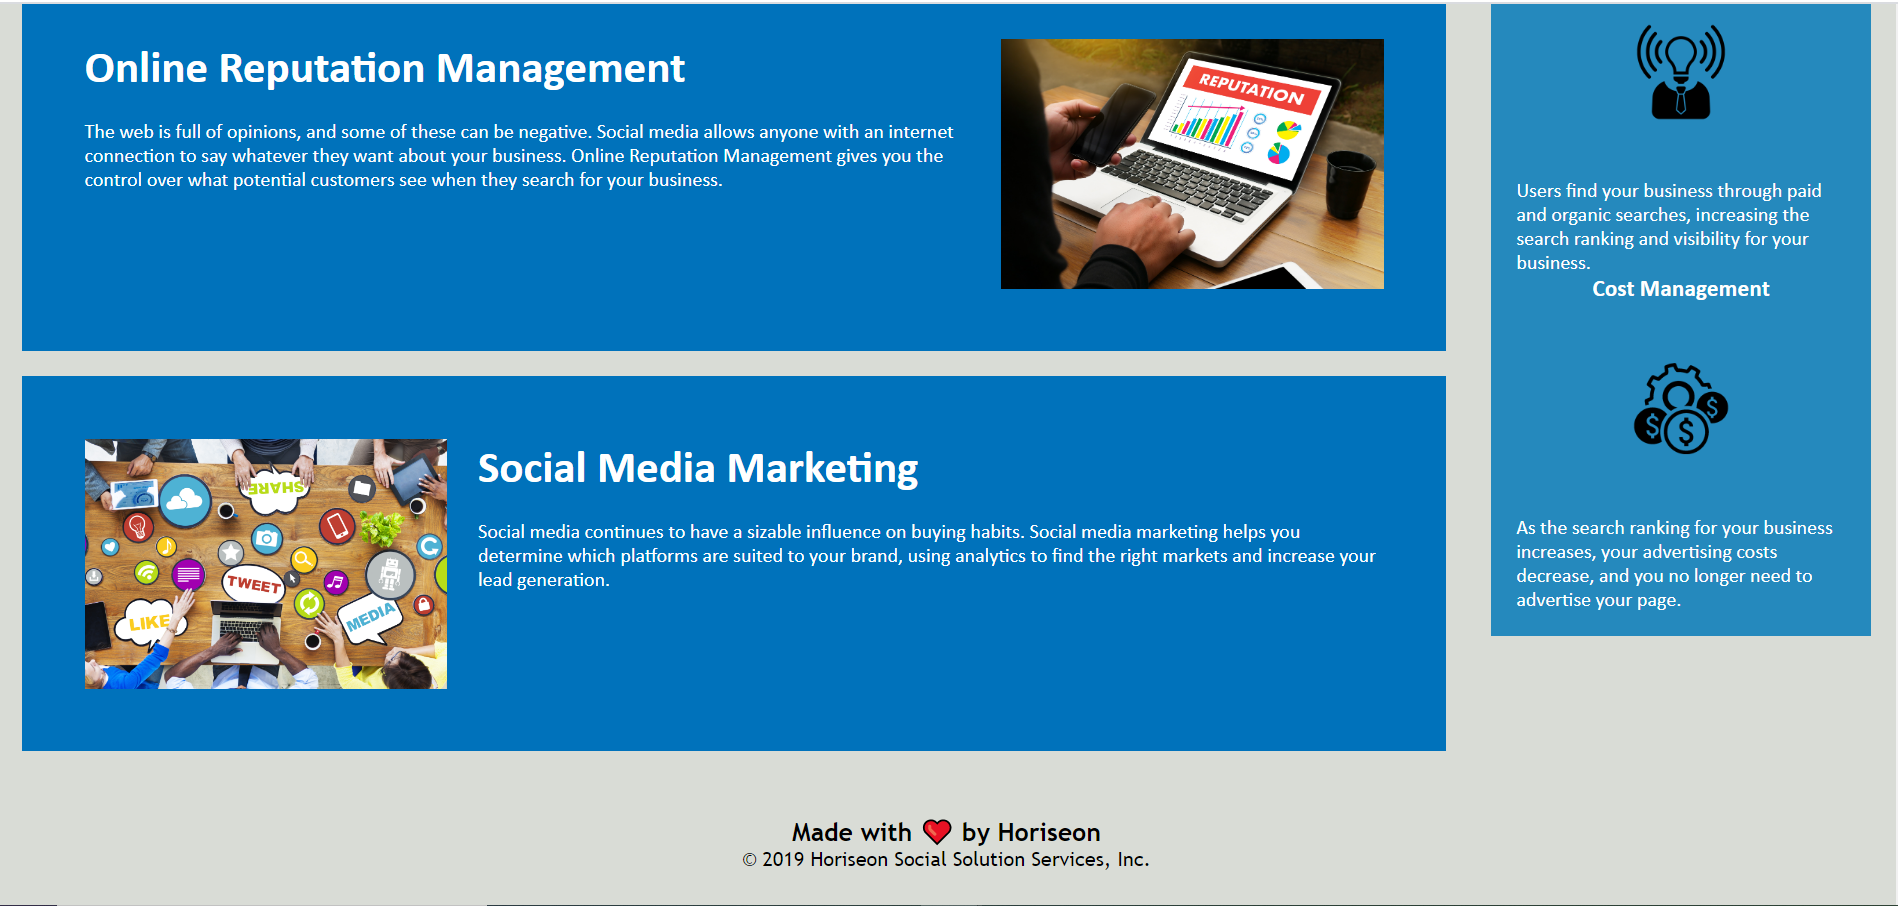 Online Reputation Management
The web is full of opinions, and some of these can be negative. Social media allows anyone with an internet
connection to say whatever they want about your business. Online Reputation Management gives you the
control over what potential customers see when they search for your business.
REPUTATION
Users find your business through paid
and organic searches, increasing the
search ranking and visibility for your
business.
Cost Management
$
$
$
As the search ranking for your business
increases, your advertising costs
decrease, and you no longer need to
advertise your page.
SHARE
TWEET
LIKE
MEDIA
Social Media Marketing
Social media continues to have a sizable influence on buying habits. Social media marketing helps you
determine which platforms are suited to your brand, using analytics to find the right markets and increase your
lead generation.
Made with ❤️ by Horiseon
© 2019 Horiseon Social Solution Services, Inc.